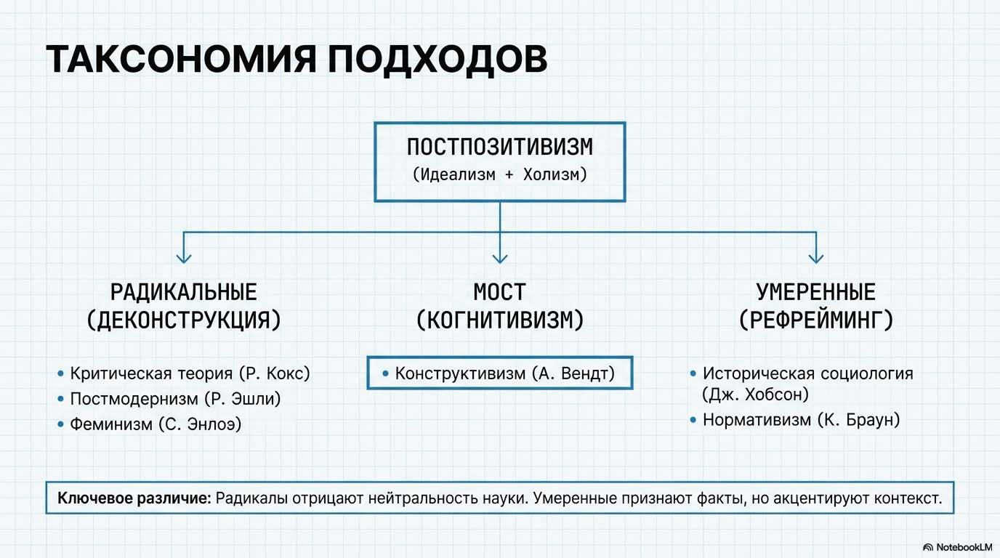 ТАКСОНОМИЯ ПОДХОДОВ
ПОСТПОЗИТИВИЗМ
(Идеализм + Холизм)
РАДИКАЛЬНЫЕ
(ДЕКОНСТРУКЦИЯ)
• Критическая теория (Р. Кокс)
• Постмодернизм (Р. Эшли)
• Феминизм (С. Энлоэ)
МОСТ
(КОГНИТИВИЗМ)
• Конструктивизм (А. Вендт)
УМЕРЕННЫЕ
(РЕФРЕЙМИНГ)
• Историческая социология
(Дж. Хобсон)
• Нормативизм (К. Браун)
Ключевое различие: Радикалы отрицают нейтральность науки. Умеренные признают факты, но акцентируют контекст.
NotebookLM